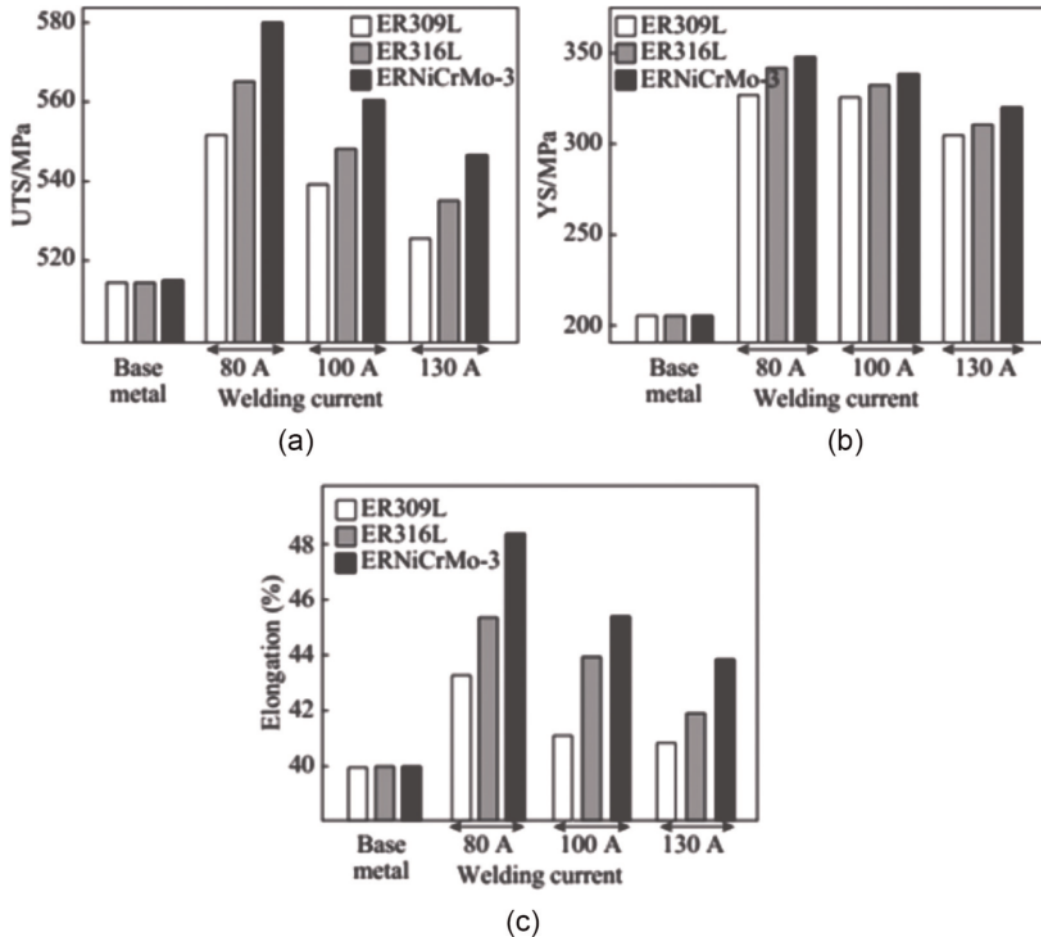 580
560
540
520
UTS/MPa
ER309L
ER316L
ERNiCrMo-3
Base metal
80 A
100 A
130 A
Welding current
(a)
350
300
250
200
YS/MPa
ER309L
ER316L
ERNiCrMo-3
Base metal
80 A
100 A
130 A
Welding current
(b)
48
46
44
42
40
Elongation (%)
ER309L
ER316L
ERNiCrMo-3
Base metal
80 A
100 A
130 A
Welding current
(c)